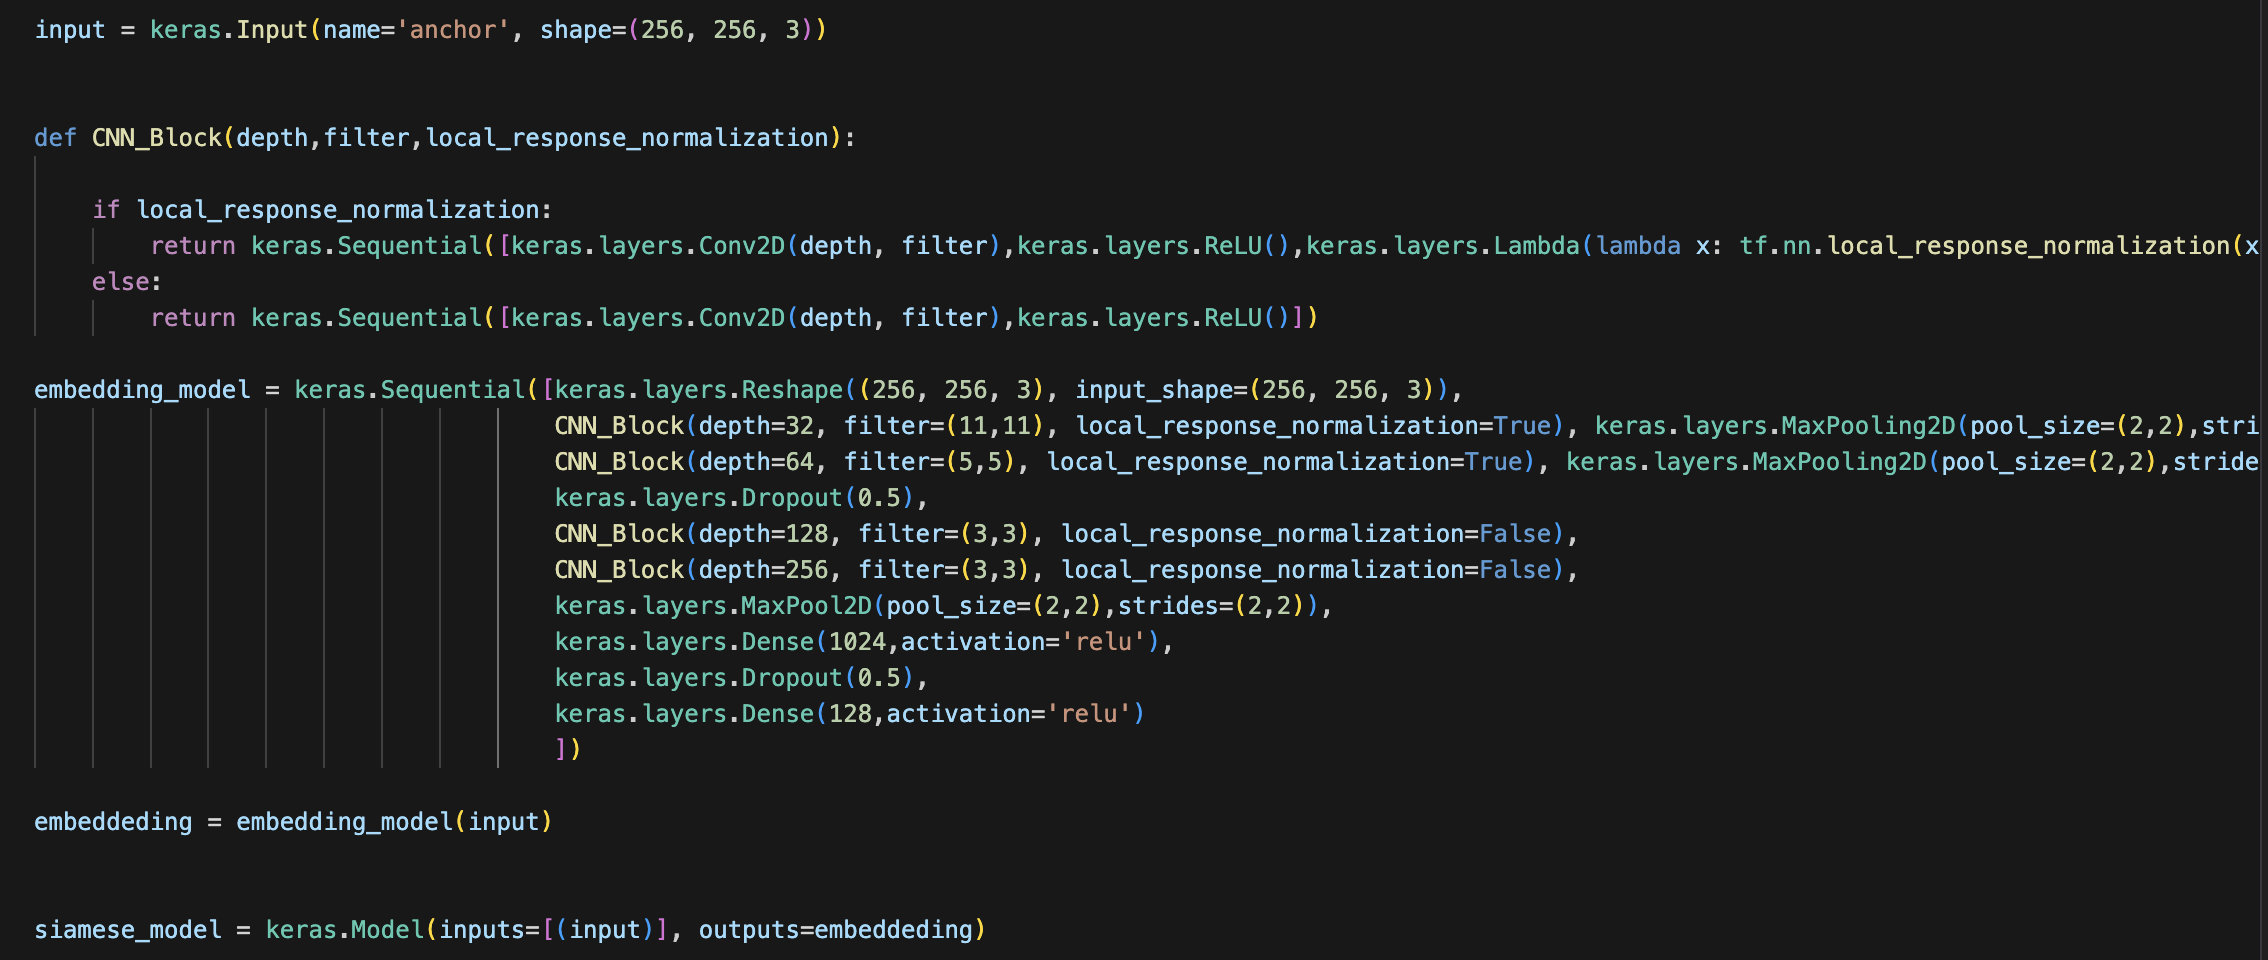 input = keras.Input(name='anchor', shape=(256, 256, 3))
def CNN_Block(depth,filter,local_response_normalization):
if local_response_normalization:
return keras.Sequential([keras.layers.Conv2D(depth, filter),keras.layers.ReLU(),keras.layers.Lambda(lambda x: tf.nn.local_response_normalization(x
else:
return keras.Sequential([keras.layers.Conv2D(depth, filter),keras.layers.ReLU()])
embedding_model = keras.Sequential([keras.layers.Reshape((256, 256, 3), input_shape=(256, 256, 3)),
CNN_Block(depth=32, filter=(11,11), local_response_normalization=True), keras.layers.MaxPooling2D(pool_size=(2,2),stri
CNN_Block(depth=64, filter=(5,5), local_response_normalization=True), keras.layers.MaxPooling2D(pool_size=(2,2),stride
keras.layers.Dropout(0.5),
CNN_Block(depth=128, filter=(3,3), local_response_normalization=False),
CNN_Block(depth=256, filter=(3,3), local_response_normalization=False),
keras.layers.MaxPool2D(pool_size=(2,2),strides=(2,2)),
keras.layers.Dense(1024,activation='relu'),
keras.layers.Dropout(0.5),
keras.layers.Dense(128,activation='relu')
])
embeddeding = embedding_model(input)
siamese_model = keras.Model(inputs=[(input)], outputs=embeddeding)